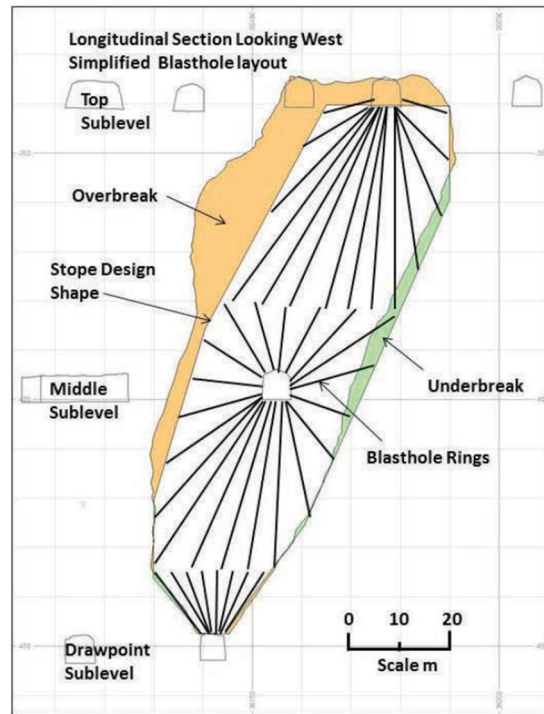 Longitudinal Section Looking West
Simplified Blasthole layout
Top
Sublevel
Overbreak
Stope Design
Shape
Middle
Sublevel
Underbreak
Blasthole Rings
0 10 20
Scale m
Drawpoint
Sublevel